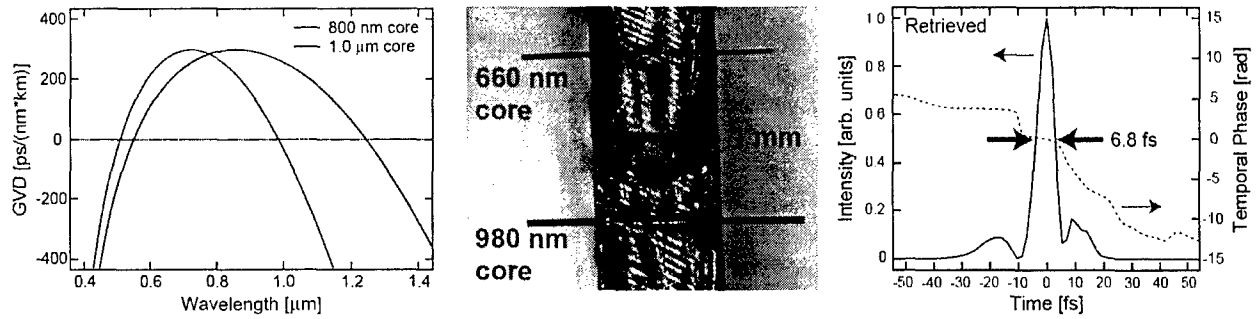 GVD [ps/(nm*km)]
400
200
0
-200
-400
0.4
0.6
0.8
1.0
1.2
1.4
Wavelength [μm]
800 nm core
1.0 μm core
660 nm
core
mm
980 nm
core
Retrieved
Intensity [arb. units]
1.0
0.8
0.6
0.4
0.2
0
-50
-40
-30
-20
-10
0
10
20
30
40
50
Time [fs]
6.8 fs
15
10
5
0
-5
-10
-15
Temporal Phase [rad]